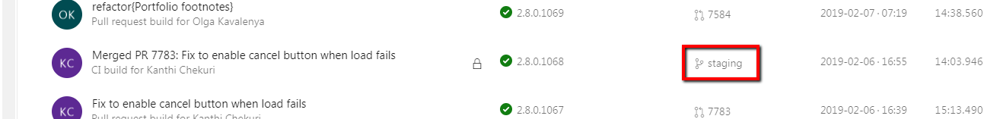 OK
refactor{Portfolio footnotes}
Pull request build for Olga Kavalenya
2.8.0.1069
7584
2019-02-07 · 07:19
14:38.560
KC
Merged PR 7783: Fix to enable cancel button when load fails
CI build for Kanthi Chekuri
2.8.0.1068
staging
2019-02-06 · 16:55
14:03.946
KC
Fix to enable cancel button when load fails
Pull request build for Kanthi Chekuri
2.8.0.1067
7783
2019-02-06 · 16:39
15:13.490